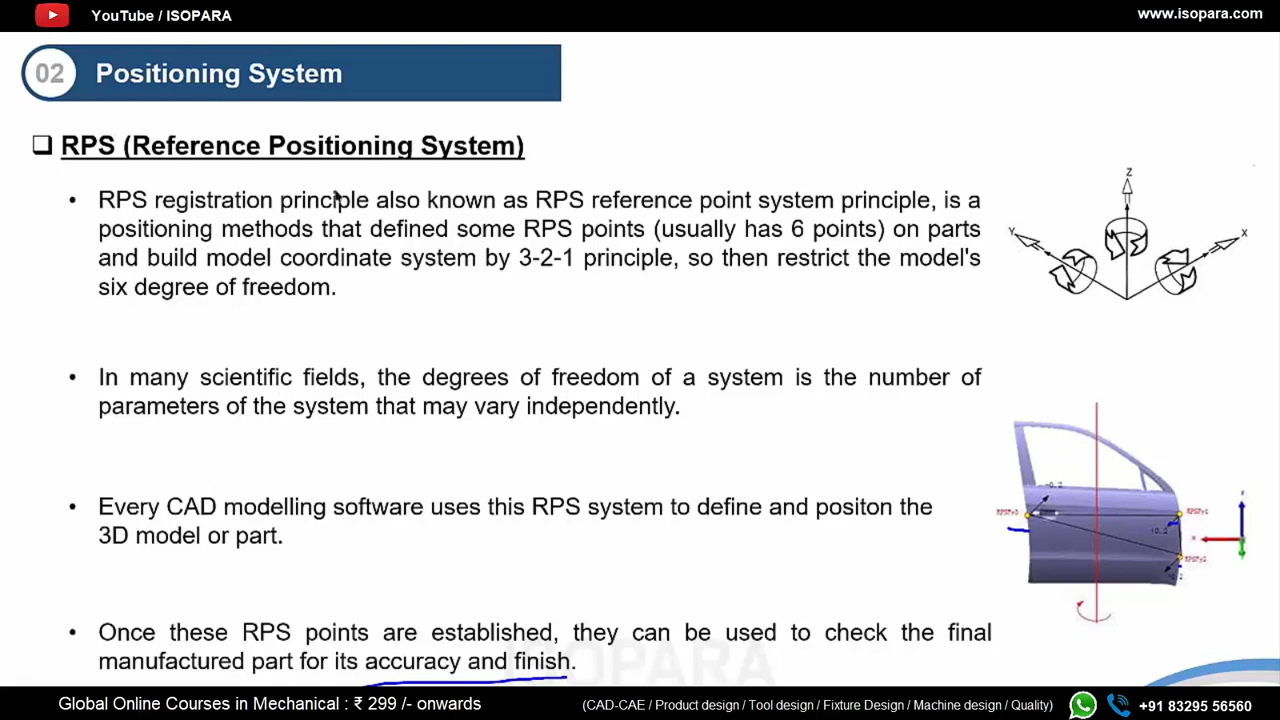 YouTube / ISOPARA
www.isopara.com
02 Positioning System
❑ RPS (Reference Positioning System)
• RPS registration principle also known as RPS reference point system principle, is a
positioning methods that defined some RPS points (usually has 6 points) on parts
and build model coordinate system by 3-2-1 principle, so then restrict the model's
six degree of freedom.
Z
Y
X
• In many scientific fields, the degrees of freedom of a system is the number of
parameters of the system that may vary independently.
• Every CAD modelling software uses this RPS system to define and positon the
3D model or part.
RPSFy3
RPSFy1
RPSFy2
X
• Once these RPS points are established, they can be used to check the final
manufactured part for its accuracy and finish.
ISOPARA
Global Online Courses in Mechanical : ₹ 299 /- onwards
(CAD-CAE / Product design / Tool design / Fixture Design / Machine design / Quality)
+91 83295 56560